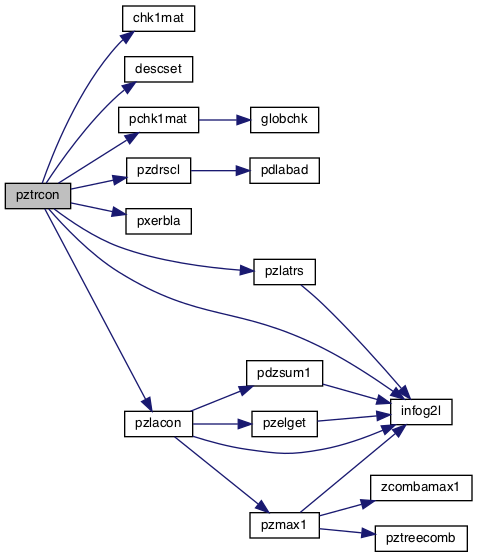 chk1mat
descset
pchk1mat
globchk
pzdrscl
pdlabad
pztrcon
pxerbla
pzlatrs
pdzsum1
infog2l
pzlacon
pzelget
zcombamax1
pzmax1
pztreecomb